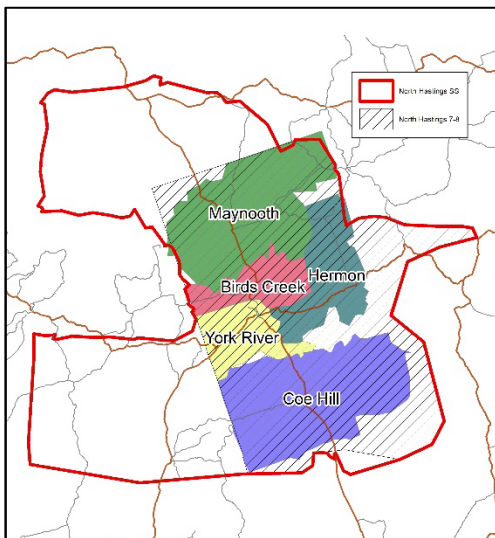 North Hastings SS
North Hastings 7-8
Maynooth
Birds Creek
Hermon
York River
Coe Hill